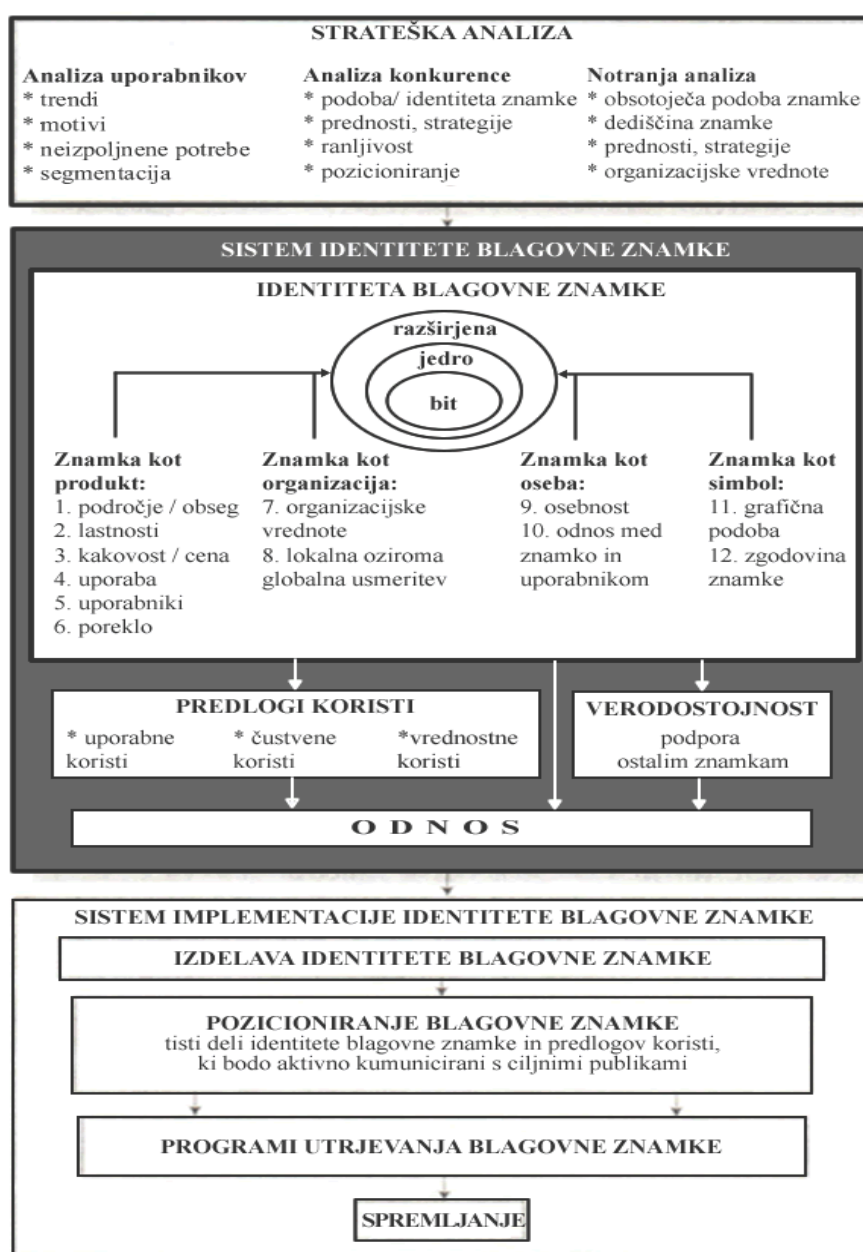 STRATEŠKA ANALIZA
Analiza uporabnikov
* trendi
* motivi
* neizpoljnene potrebe
* segmentacija
Analiza konkurence
* podoba/ identiteta znamke
* prednosti, strategije
* ranljivost
* pozicioniranje
Notranja analiza
* obsotoječa podoba znamke
* dediščina znamke
* prednosti, strategije
* organizacijske vrednote
SISTEM IDENTITETE BLAGOVNE ZNAMKE
IDENTITETA BLAGOVNE ZNAMKE
razširjena
jedro
bit
Znamka kot
produkt:
1. področje / obseg
2. lastnosti
3. kakovost / cena
4. uporaba
5. uporabniki
6. poreklo
Znamka kot
organizacija:
7. organizacijske
vrednote
8. lokalna oziroma
globalna usmeritev
Znamka kot
oseba:
9. osebnost
10. odnos med
znamko in
uporabnikom
Znamka kot
simbol:
11. grafična
podoba
12. zgodovina
znamke
PREDLOGI KORISTI
* uporabne
koristi
* čustvene
koristi
*vrednostne
koristi
VERODOSTOJNOST
podpora
ostalim znamkam
O D N O S
SISTEM IMPLEMENTACIJE IDENTITETE BLAGOVNE ZNAMKE
IZDELAVA IDENTITETE BLAGOVNE ZNAMKE
POZICIONIRANJE BLAGOVNE ZNAMKE
tisti deli identitete blagovne znamke in predlogov koristi,
ki bodo aktivno kumunicirani s ciljnimi publikami
PROGRAMI UTRJEVANJA BLAGOVNE ZNAMKE
SPREMLJANJE